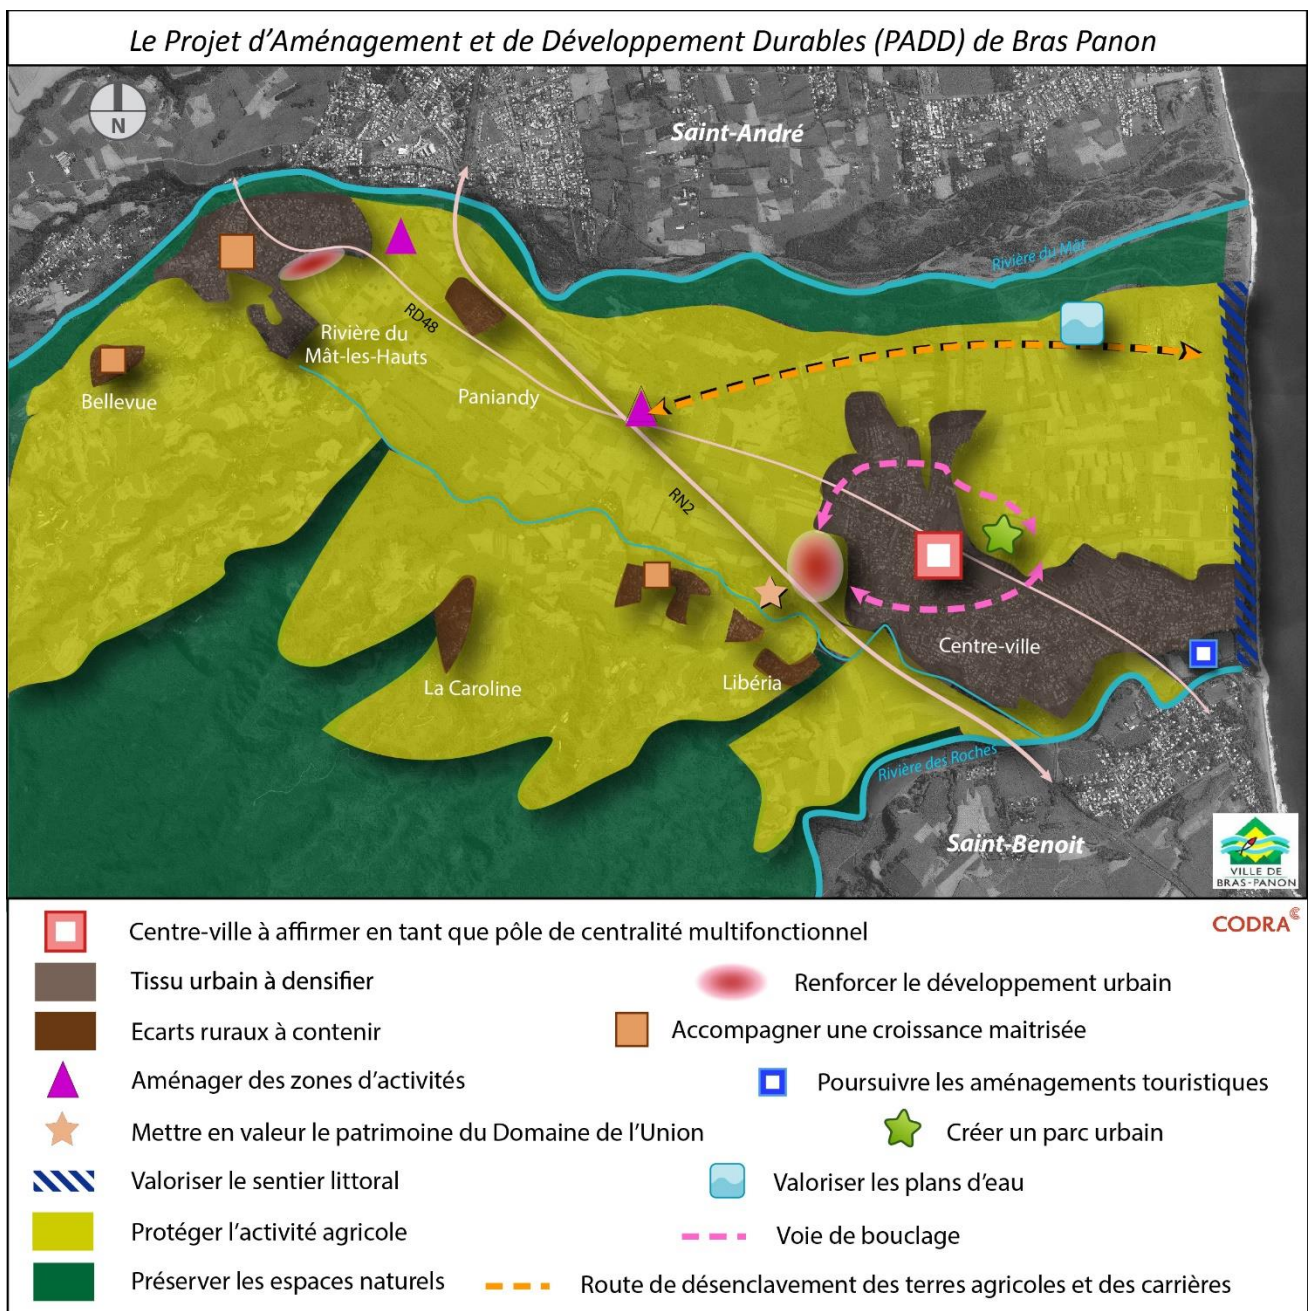 Le Projet d'Aménagement et de Développement Durables (PADD) de Bras Panon
N
Saint-André
Rivière du Mât
RD48
Rivière du
Mât-les-Hauts
Bellevue
Paniandy
RN2
La Caroline
Libéria
Centre-ville
Rivière des Roches
Saint-Benoit
VILLE DE
BRAS-PANON
CODRA
Centre-ville à affirmer en tant que pôle de centralité multifonctionnel
Tissu urbain à densifier
Renforcer le développement urbain
Ecarts ruraux à contenir
Accompagner une croissance maitrisée
Aménager des zones d'activités
Poursuivre les aménagements touristiques
Mettre en valeur le patrimoine du Domaine de l'Union
Créer un parc urbain
Valoriser le sentier littoral
Valoriser les plans d'eau
Protéger l'activité agricole
Voie de bouclage
Préserver les espaces naturels
Route de désenclavement des terres agricoles et des carrières